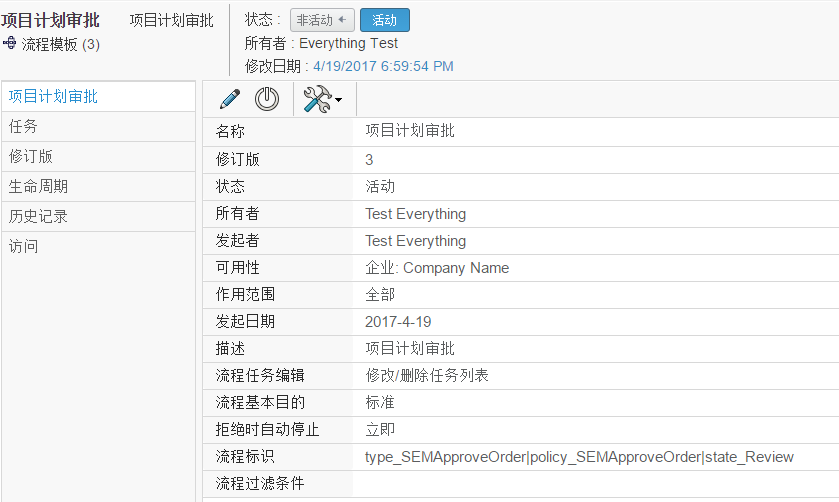 项目计划审批 项目计划审批
流程模板 (3)
状态 : 非活动 活动
所有者 : Everything Test
修改日期 : 4/19/2017 6:59:54 PM
项目计划审批
任务
修订版
生命周期
历史记录
访问
名称 项目计划审批
修订版 3
状态 活动
所有者 Test Everything
发起者 Test Everything
可用性 企业: Company Name
作用范围 全部
发起日期 2017-4-19
描述 项目计划审批
流程任务编辑 修改/删除任务列表
流程基本目的 标准
拒绝时自动停止 立即
流程标识 type_SEMApproveOrder|policy_SEMApproveOrder|state_Review
流程过滤条件